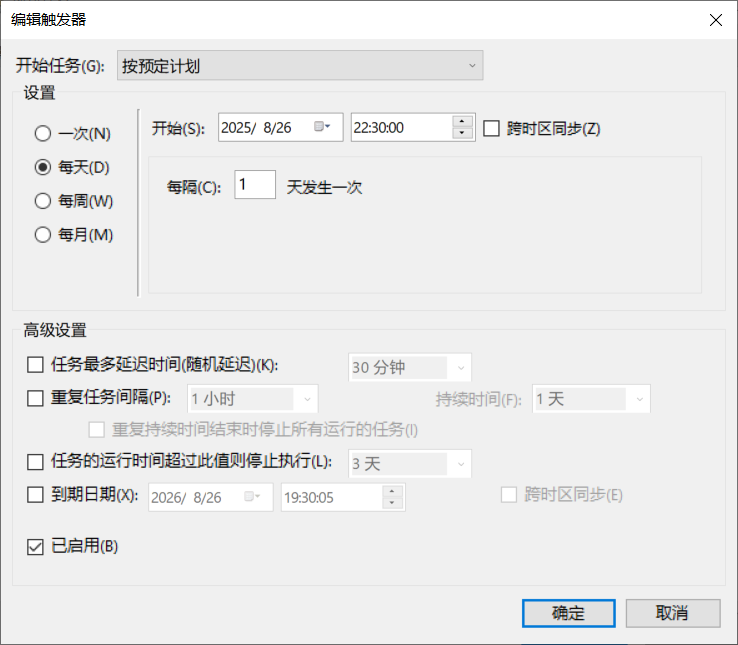 编辑触发器
开始任务(G): 按预定计划
设置
一次(N)
每天(D)
每周(W)
每月(M)
开始(S): 2025/ 8/26 22:30:00 跨时区同步(Z)
每隔(C): 1 天发生一次
高级设置
任务最多延迟时间(随机延迟)(K): 30 分钟
重复任务间隔(P): 1 小时 持续时间(F): 1 天
重复持续时间结束时停止所有运行的任务(I)
任务的运行时间超过此值则停止执行(L): 3 天
到期日期(X): 2026/ 8/26 19:30:05 跨时区同步(E)
已启用(B)
确定 取消